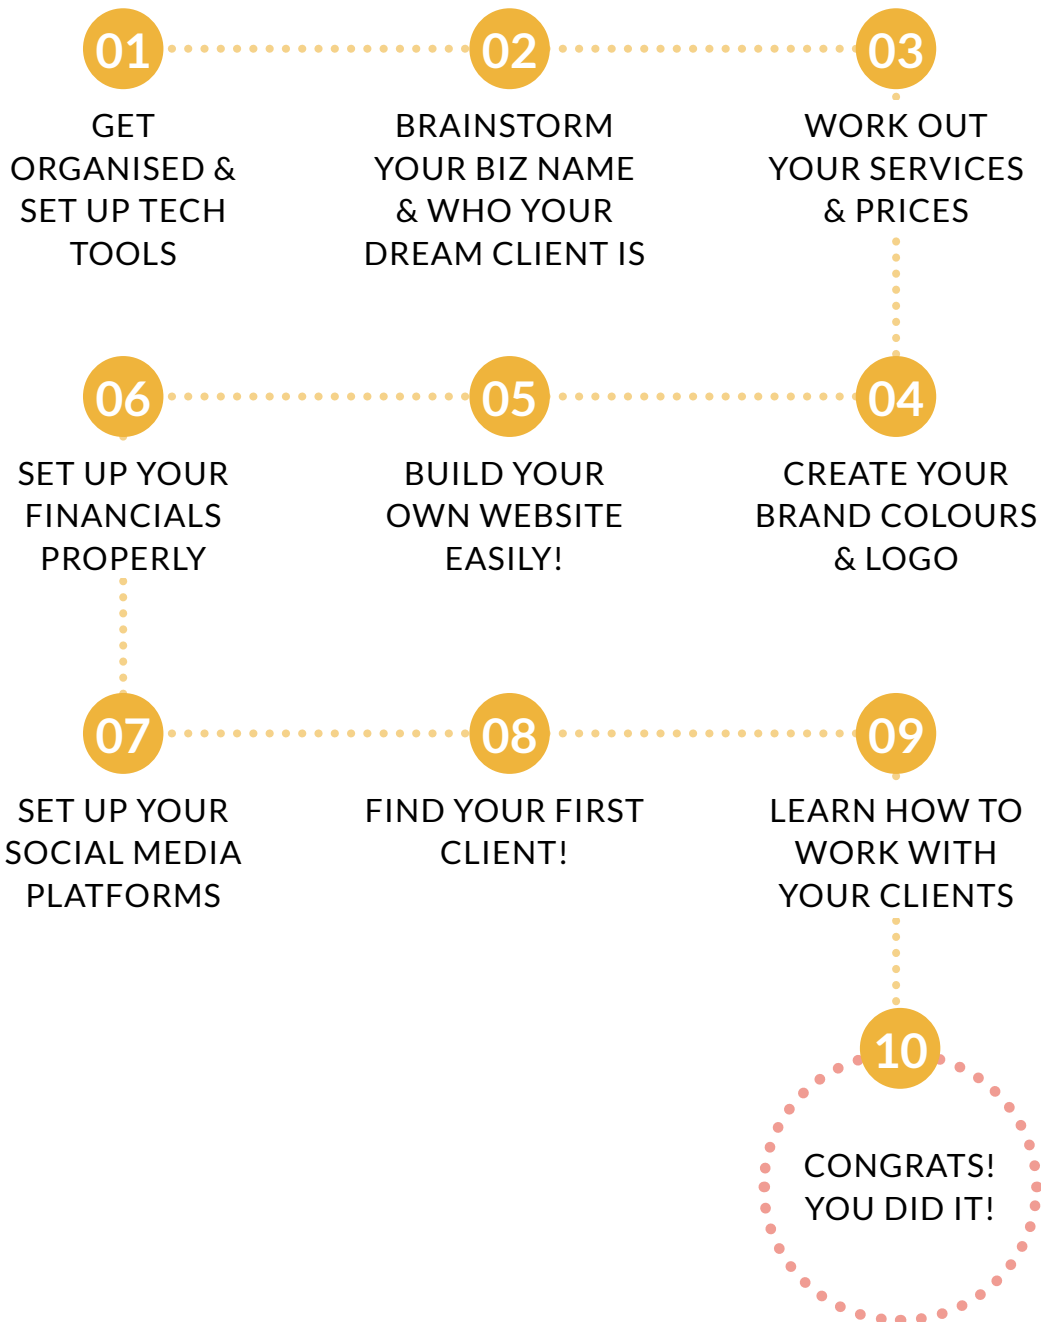 01
GET
ORGANISED &
SET UP TECH
TOOLS
02
BRAINSTORM
YOUR BIZ NAME
& WHO YOUR
DREAM CLIENT IS
03
WORK OUT
YOUR SERVICES
& PRICES
04
CREATE YOUR
BRAND COLOURS
& LOGO
05
BUILD YOUR
OWN WEBSITE
EASILY!
06
SET UP YOUR
FINANCIALS
PROPERLY
07
SET UP YOUR
SOCIAL MEDIA
PLATFORMS
08
FIND YOUR FIRST
CLIENT!
09
LEARN HOW TO
WORK WITH
YOUR CLIENTS
10
CONGRATS!
YOU DID IT!